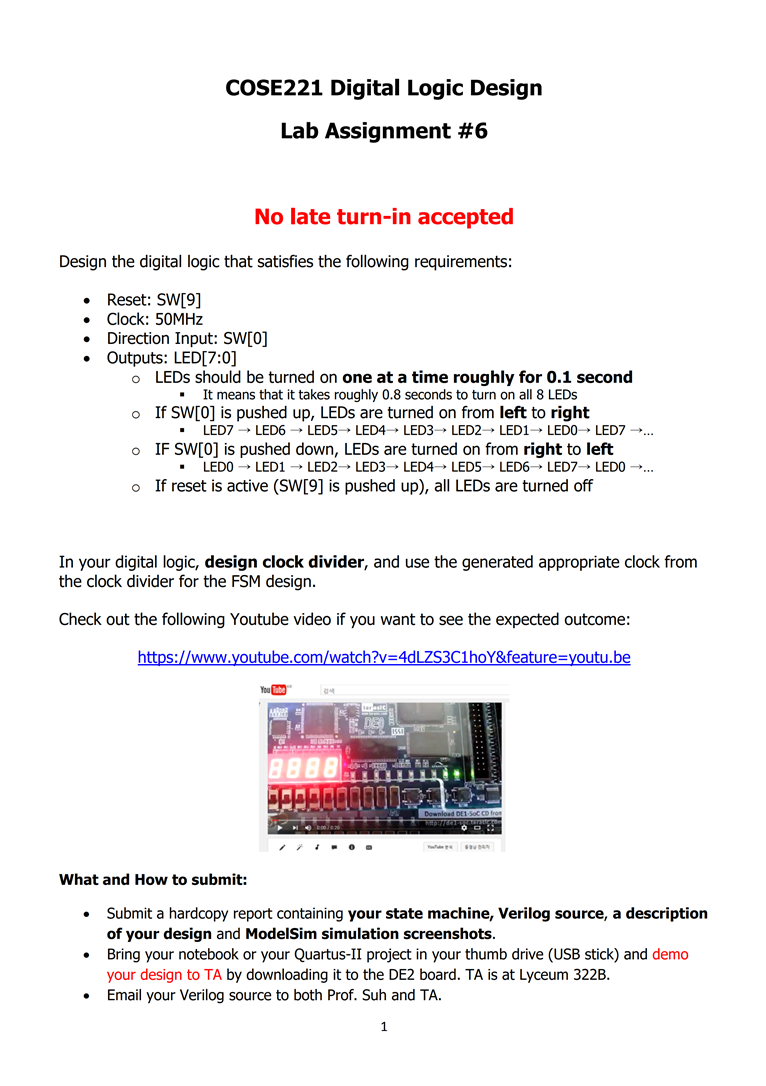 COSE221 Digital Logic Design
Lab Assignment #6
No late turn-in accepted
Design the digital logic that satisfies the following requirements:
• Reset: SW[9]
• Clock: 50MHz
• Direction Input: SW[0]
• Outputs: LED[7:0]
o LEDs should be turned on one at a time roughly for 0.1 second
▪ It means that it takes roughly 0.8 seconds to turn on all 8 LEDs
o If SW[0] is pushed up, LEDs are turned on from left to right
▪ LED7 → LED6 → LED5→ LED4→ LED3→ LED2→ LED1→ LED0→ LED7 →…
o IF SW[0] is pushed down, LEDs are turned on from right to left
▪ LED0 → LED1 → LED2→ LED3→ LED4→ LED5→ LED6→ LED7→ LED0 →…
o If reset is active (SW[9] is pushed up), all LEDs are turned off
In your digital logic, design clock divider, and use the generated appropriate clock from
the clock divider for the FSM design.
Check out the following Youtube video if you want to see the expected outcome:
https://www.youtube.com/watch?v=4dLZS3C1hoY&feature=youtu.be
YouTube
검색
8888
Download DE1-SoC CD from
http://de1-soc.terasic.com
0:00 / 0:20
YouTube 분석
동영상 관리자
What and How to submit:
• Submit a hardcopy report containing your state machine, Verilog source, a description
of your design and ModelSim simulation screenshots.
• Bring your notebook or your Quartus-II project in your thumb drive (USB stick) and demo
your design to TA by downloading it to the DE2 board. TA is at Lyceum 322B.
• Email your Verilog source to both Prof. Suh and TA.
1